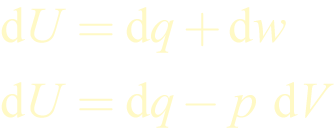 dU = dq + dw
dU = dq − p dV